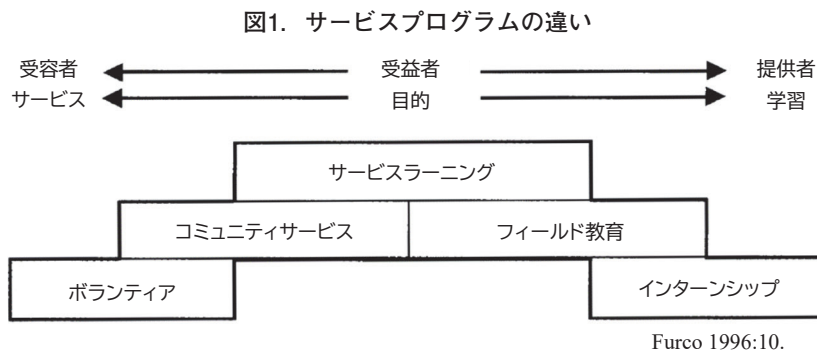 図1. サービスプログラムの違い
受容者 受益者 提供者
サービス 目的 学習
サービスラーニング
コミュニティサービス フィールド教育
ボランティア インターンシップ
Furco 1996:10.